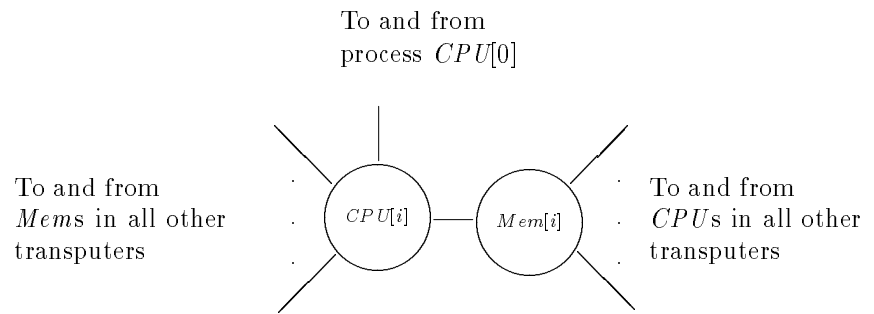 To and from
process CPU[0]
To and from
Mems in all other
transputers
CPU[i]
Mem[i]
To and from
CPUs in all other
transputers